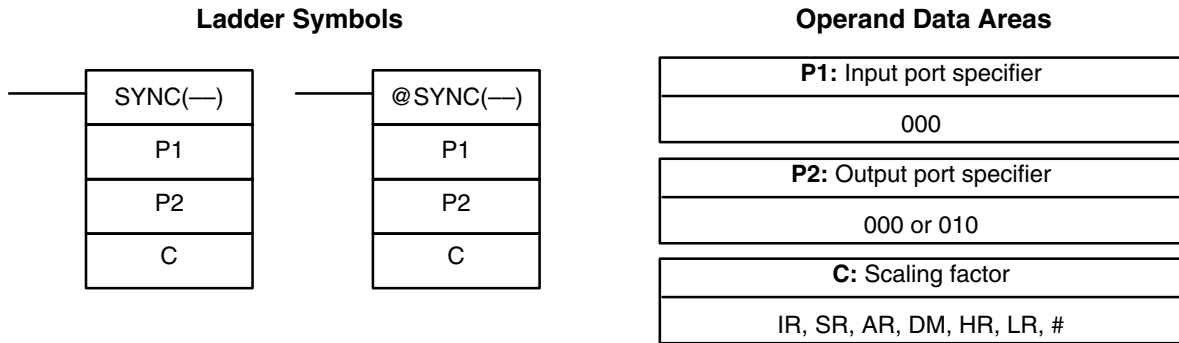 Ladder Symbols
SYNC(—)
P1
P2
C
@SYNC(—)
P1
P2
C
Operand Data Areas
P1: Input port specifier
000
P2: Output port specifier
000 or 010
C: Scaling factor
IR, SR, AR, DM, HR, LR, #